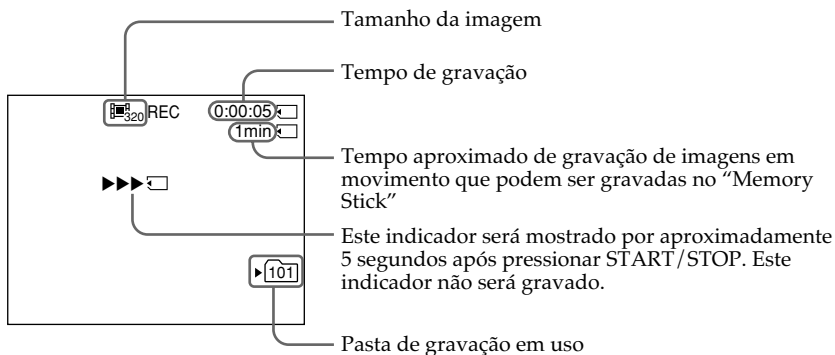 Tamanho da imagem
Tempo de gravação
320 REC 0:00:05
1min
Tempo aproximado de gravação de imagens em
movimento que podem ser gravadas no “Memory
Stick”
Este indicador será mostrado por aproximadamente
5 segundos após pressionar START/STOP. Este
indicador não será gravado.
101
Pasta de gravação em uso